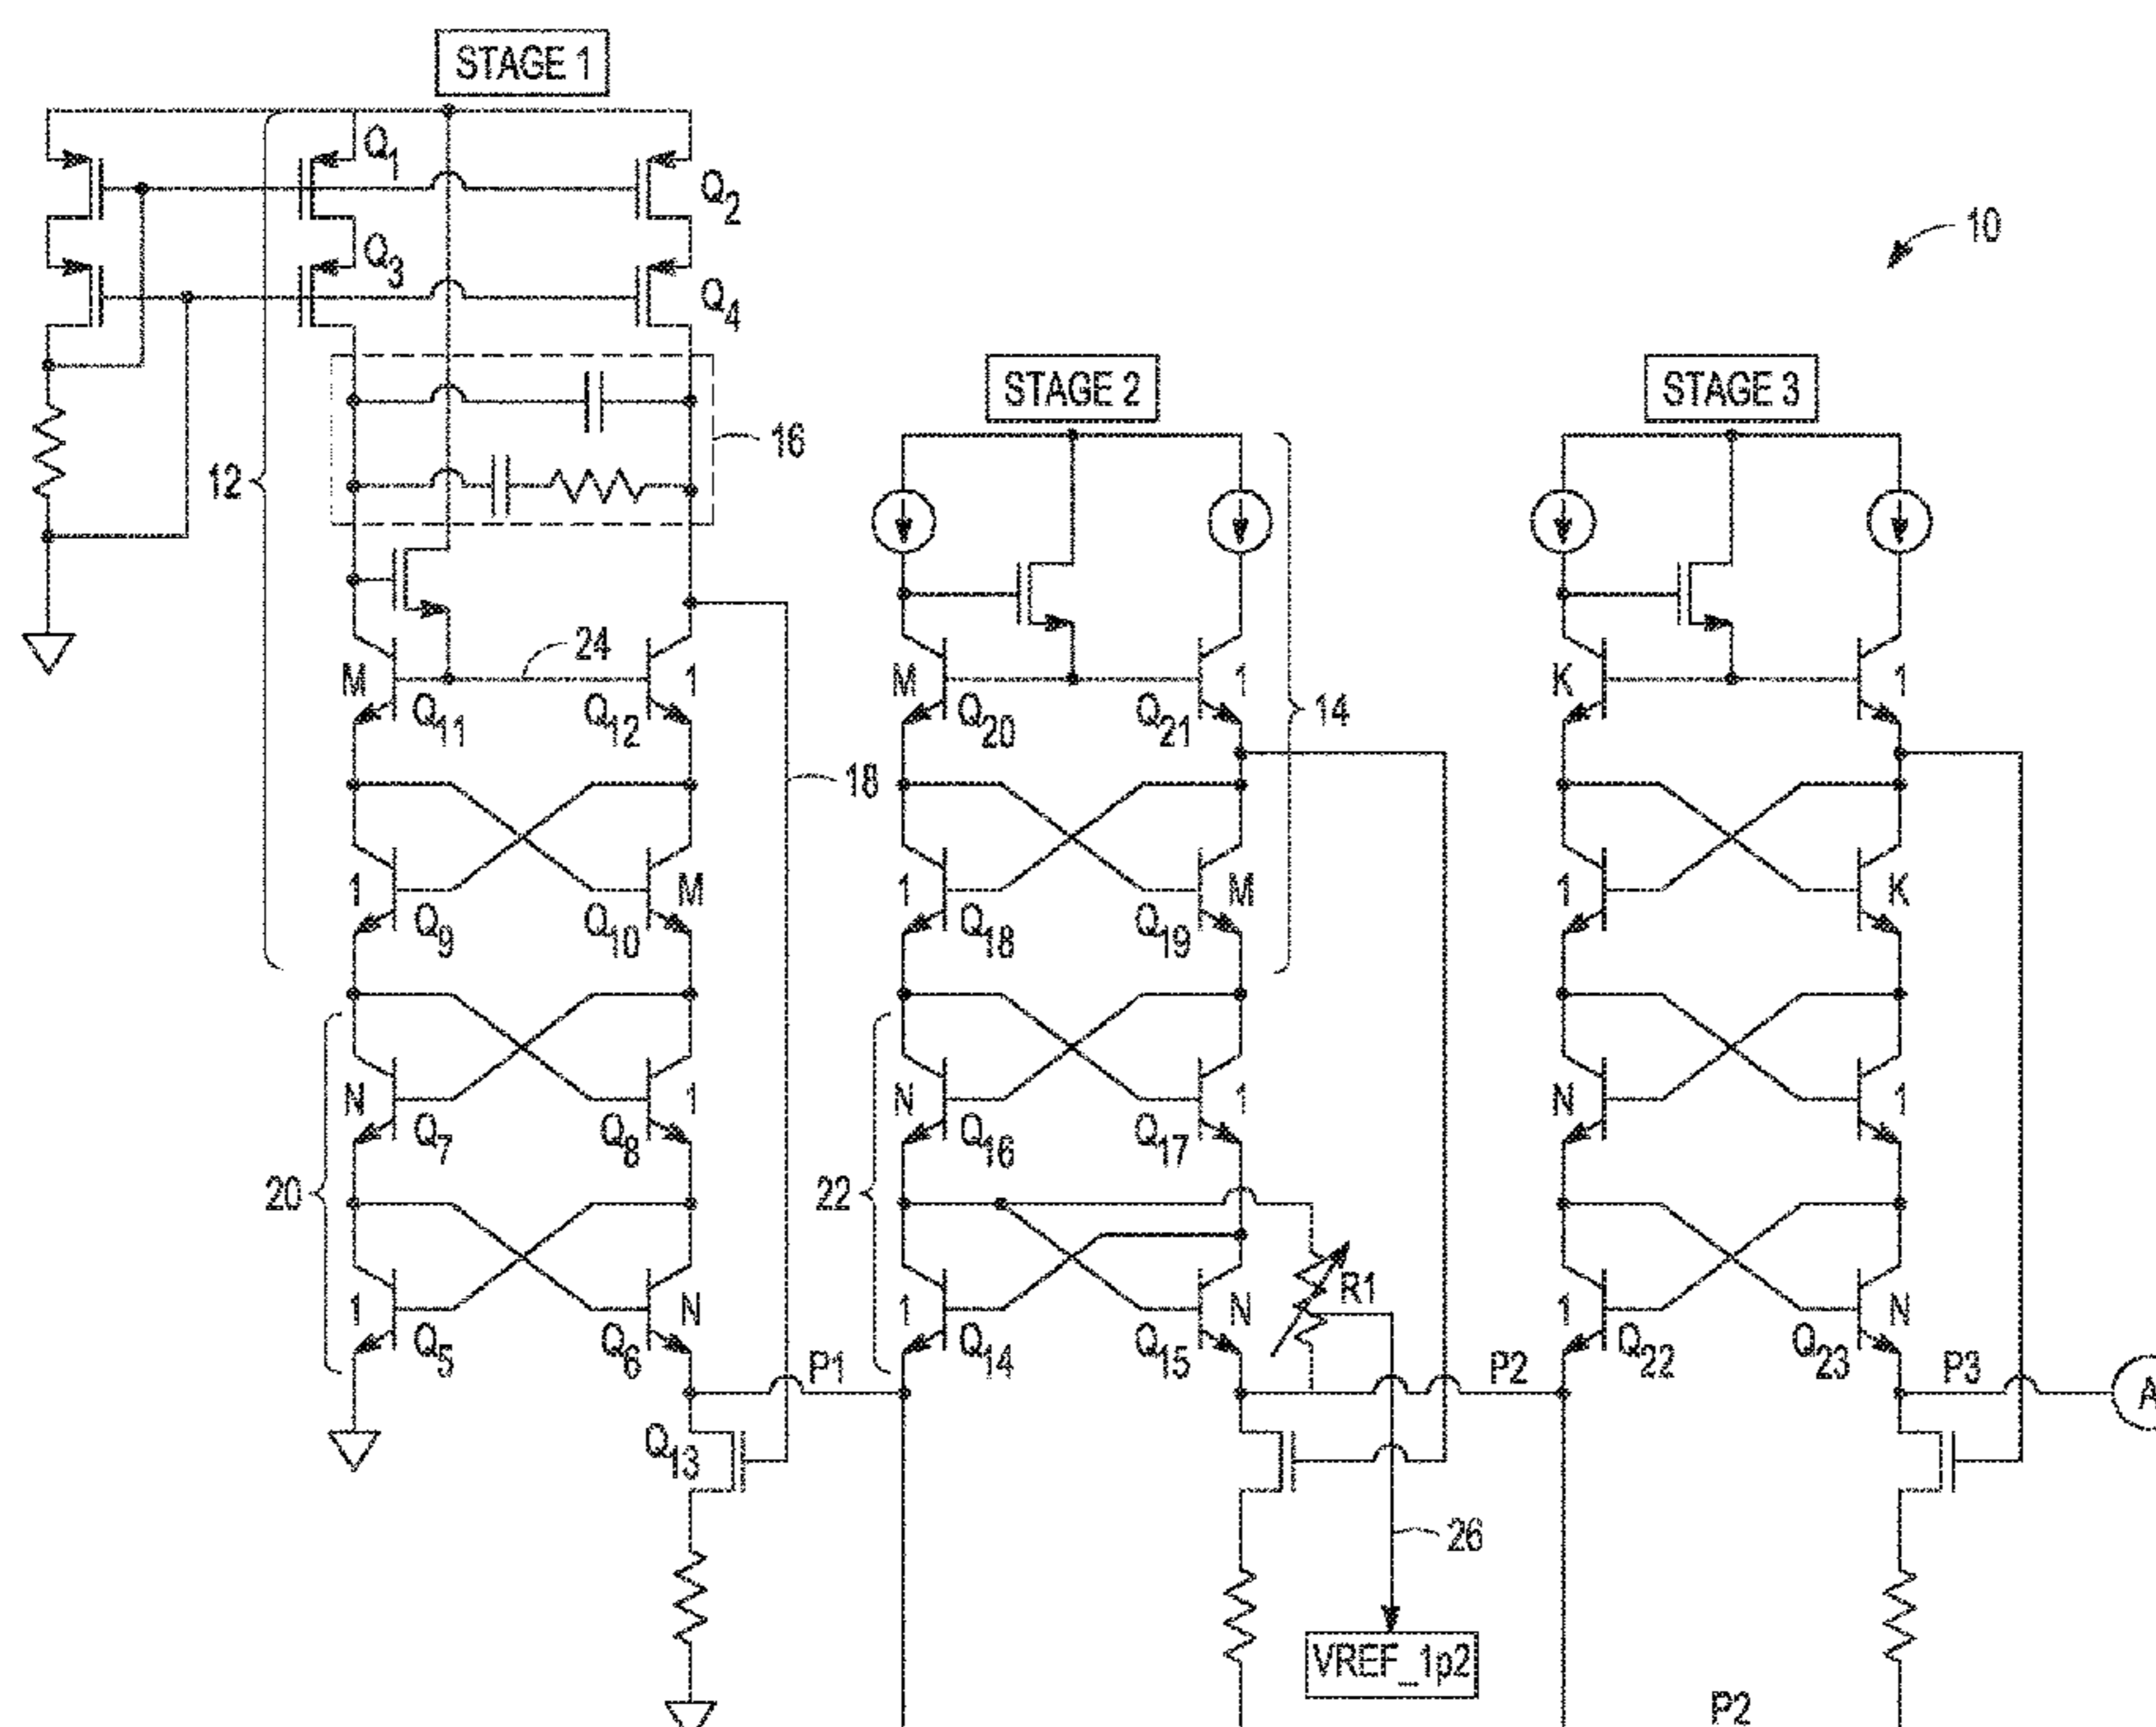 STAGE 1
Q1
Q2
10
Q3
Q4
STAGE 2
STAGE 3
16
12
24
M
1
M
1
K
1
Q11
Q12
Q20
Q21
14
18
1
M
1
M
1
K
Q9
Q10
Q18
Q19
N
1
N
1
N
1
Q7
Q8
Q16
Q17
20
22
R1
1
N
1
N
1
N
Q5
Q6
Q14
Q15
Q22
Q23
P1
P2
P3
A
Q13
26
VREF_1p2
P2